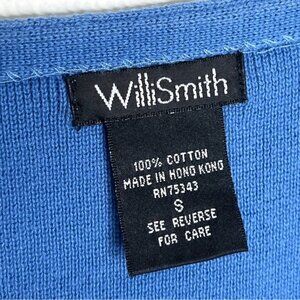 WilliSmith
100% COTTON
MADE IN HONG KONG
RN75343
S
SEE REVERSE
FOR CARE